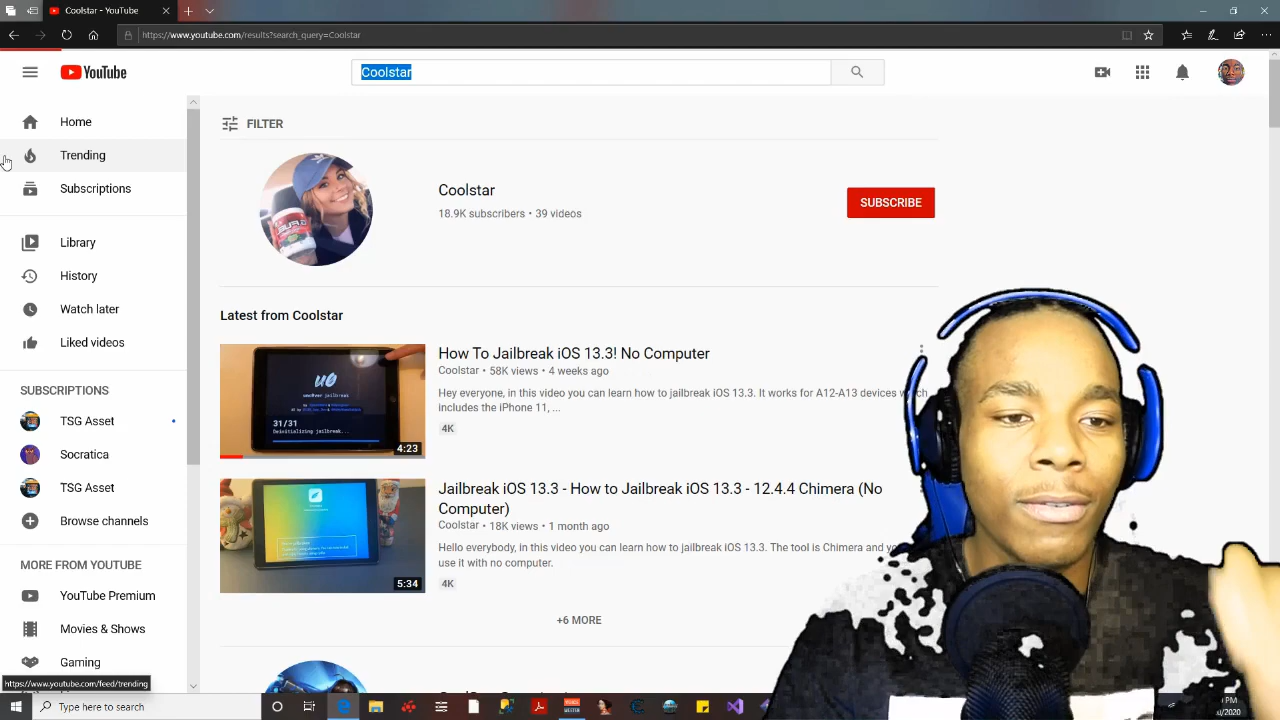 Coolstar - YouTube
https://www.youtube.com/results?search_query=Coolstar
YouTube
Coolstar
Home
Trending
Subscriptions
Library
History
Watch later
Liked videos
SUBSCRIPTIONS
TSG Asset
Socratica
TSG Asset
Browse channels
MORE FROM YOUTUBE
YouTube Premium
Movies & Shows
Gaming
https://www.youtube.com/feed/trending
FILTER
Coolstar
18.9K subscribers • 39 videos
SUBSCRIBE
Latest from Coolstar
31/31
4:23
How To Jailbreak iOS 13.3! No Computer
Coolstar • 58K views • 4 weeks ago
Hey everyone, in this video you can learn how to jailbreak iOS 13.3. It works for A12-A13 devices which
includes the iPhone 11, ...
4K
5:34
Jailbreak iOS 13.3 - How to Jailbreak iOS 13.3 - 12.4.4 Chimera (No
Computer)
Coolstar • 18K views • 1 month ago
Hello everybody, in this video you can learn how to jailbreak iOS 13.3. The tool is Chimera and
use it with no computer.
4K
+6 MORE
Type here to search
PM
/2020